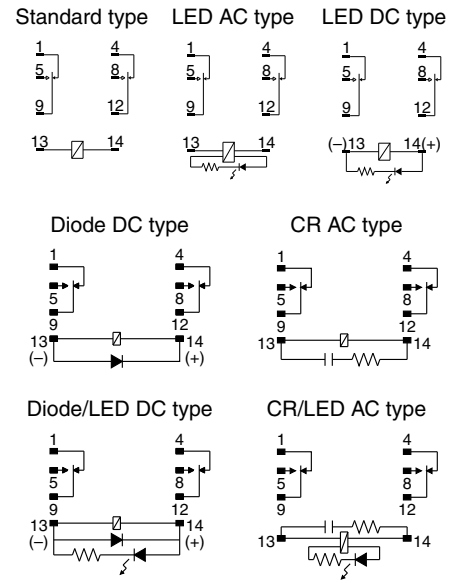 Standard type LED AC type LED DC type
1 4 1 4 1 4
5 8 5 8 5 8
9 12 9 12 9 12
13 14 13 14 (–)13 14(+)
Diode DC type CR AC type
1 4 1 4
5 8 5 8
9 12 9 12
13 14 13 14
(–) (+)
Diode/LED DC type CR/LED AC type
1 4 1 4
5 8 5 8
9 12 9 12
13 14 13 14
(–) (+)